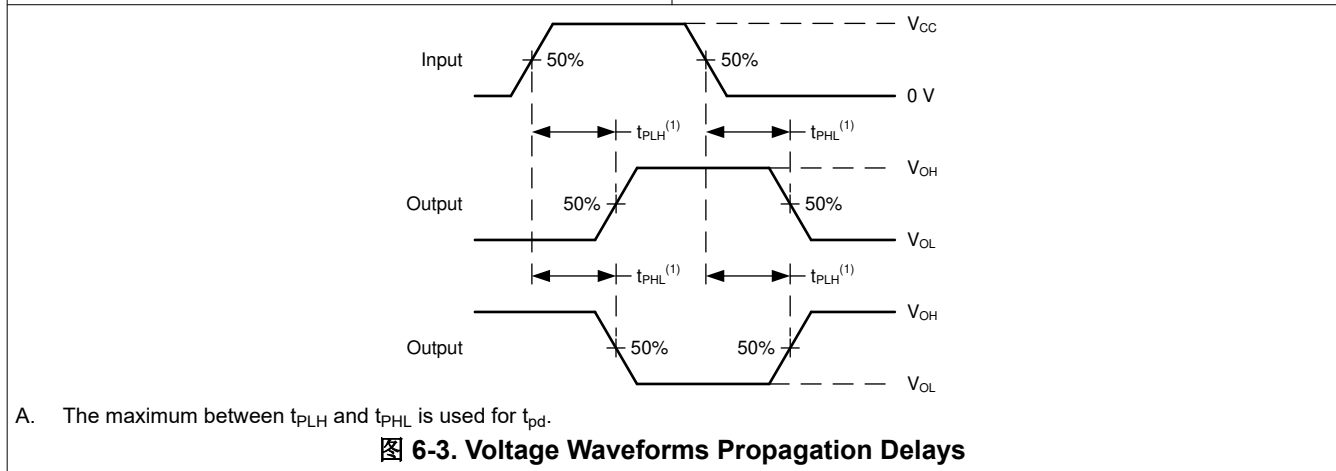 V_CC
Input
50%
50%
0 V
t_PLH^(1)
t_PHL^(1)
V_OH
Output
50%
50%
V_OL
t_PHL^(1)
t_PLH^(1)
V_OH
Output
50%
50%
V_OL
A. The maximum between t_PLH and t_PHL is used for t_pd.
图 6-3. Voltage Waveforms Propagation Delays